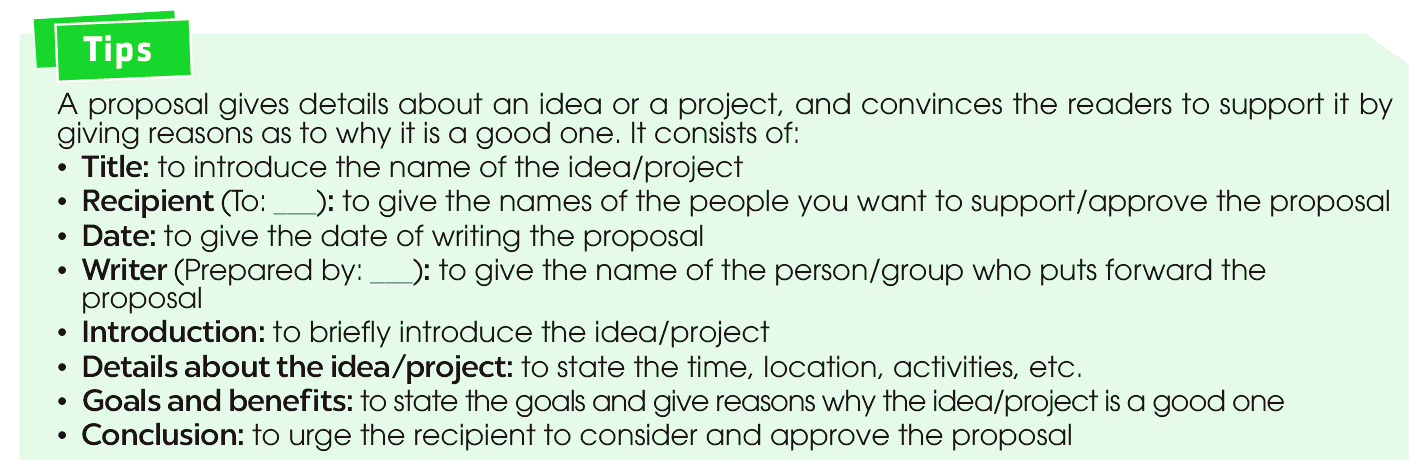 Tips
A proposal gives details about an idea or a project, and convinces the readers to support it by
giving reasons as to why it is a good one. It consists of:
• Title: to introduce the name of the idea/project
• Recipient (To: ___): to give the names of the people you want to support/approve the proposal
• Date: to give the date of writing the proposal
• Writer (Prepared by: ___): to give the name of the person/group who puts forward the
proposal
• Introduction: to briefly introduce the idea/project
• Details about the idea/project: to state the time, location, activities, etc.
• Goals and benefits: to state the goals and give reasons why the idea/project is a good one
• Conclusion: to urge the recipient to consider and approve the proposal